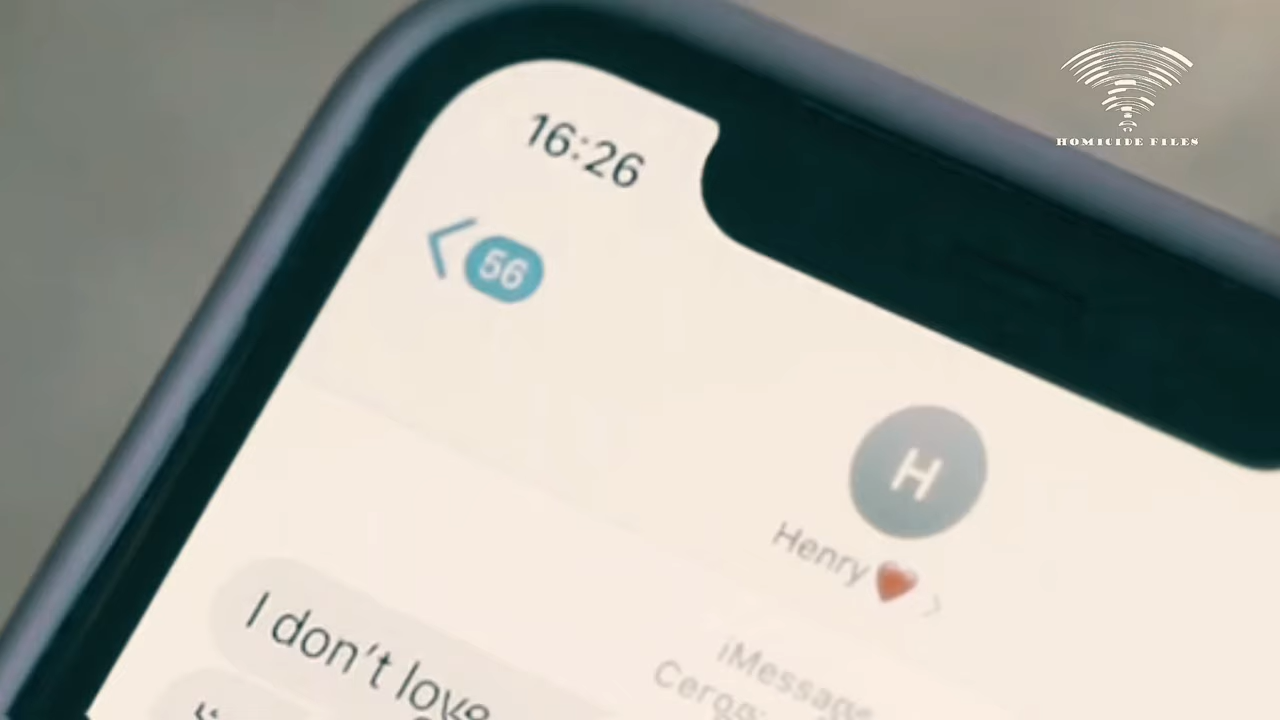 HOMICIDE FILES
16:26
56
H
Henry ❤️
iMessage
I don't love